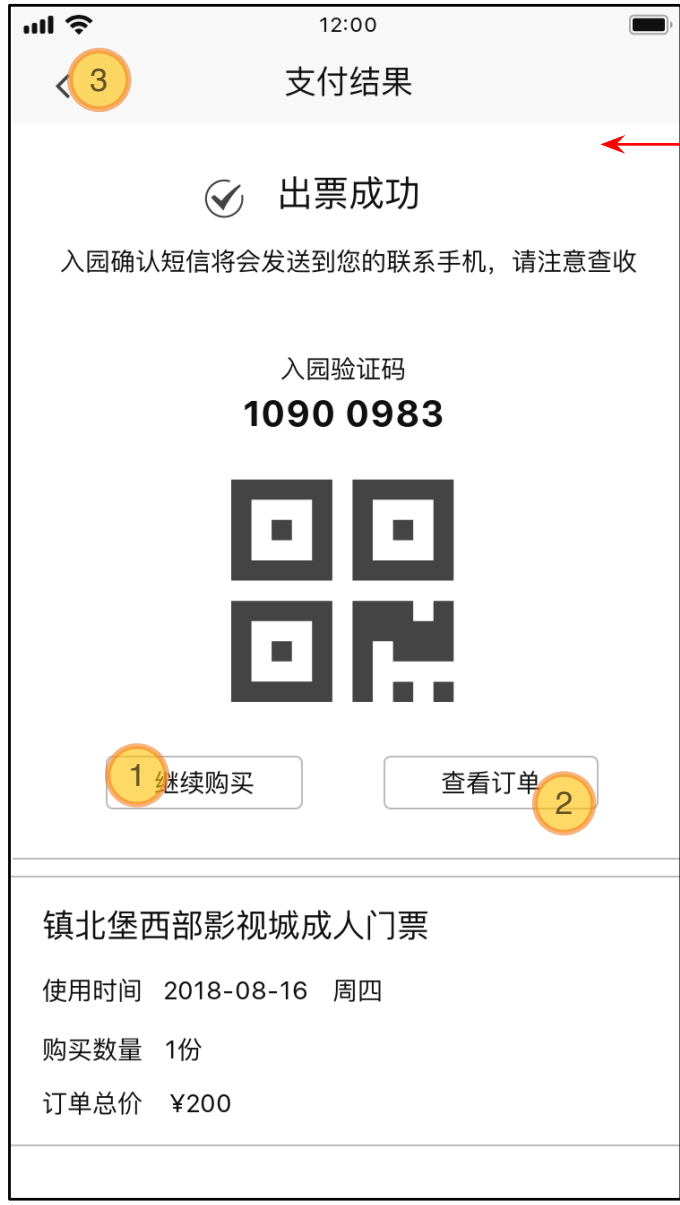 12:00
3
支付结果
出票成功
入园确认短信将会发送到您的联系手机，请注意查收
入园验证码
1090 0983
1 继续购买
查看订单 2
镇北堡西部影视城成人门票
使用时间 2018-08-16 周四
购买数量 1份
订单总价 ¥200